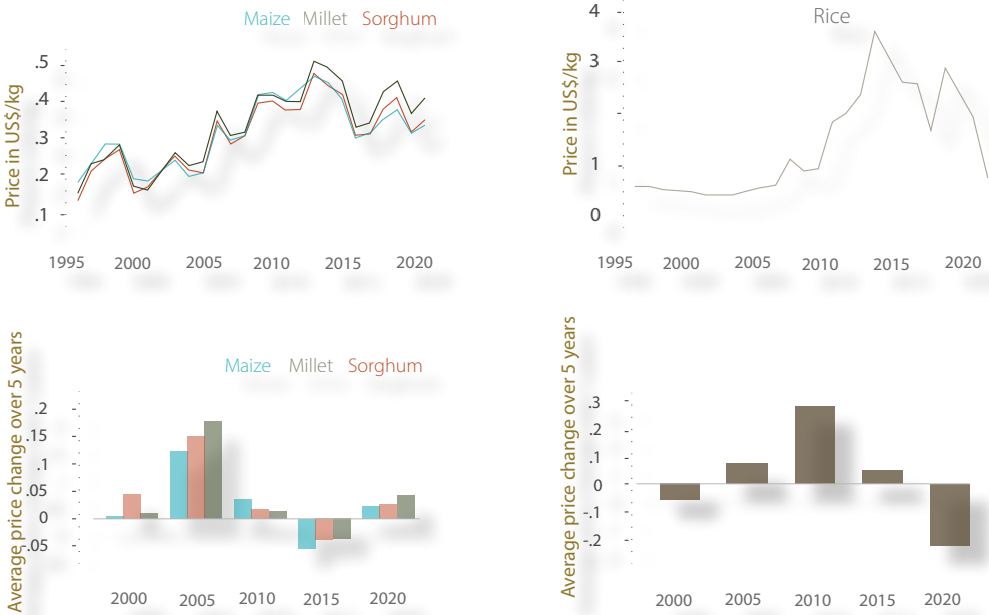 Maize Millet Sorghum
Price in US$/kg
.5
.4
.3
.2
.1
1995 2000 2005 2010 2015 2020
Rice
Price in US$/kg
4
3
1
0
1995 2000 2005 2010 2015 2020
Maize Millet Sorghum
Average price change over 5 years
.2
.15
.1
.05
0
-.05
2000 2005 2010 2015 2020
Average price change over 5 years
.3
.2
.1
0
-.1
-.2
2000 2005 2010 2015 2020